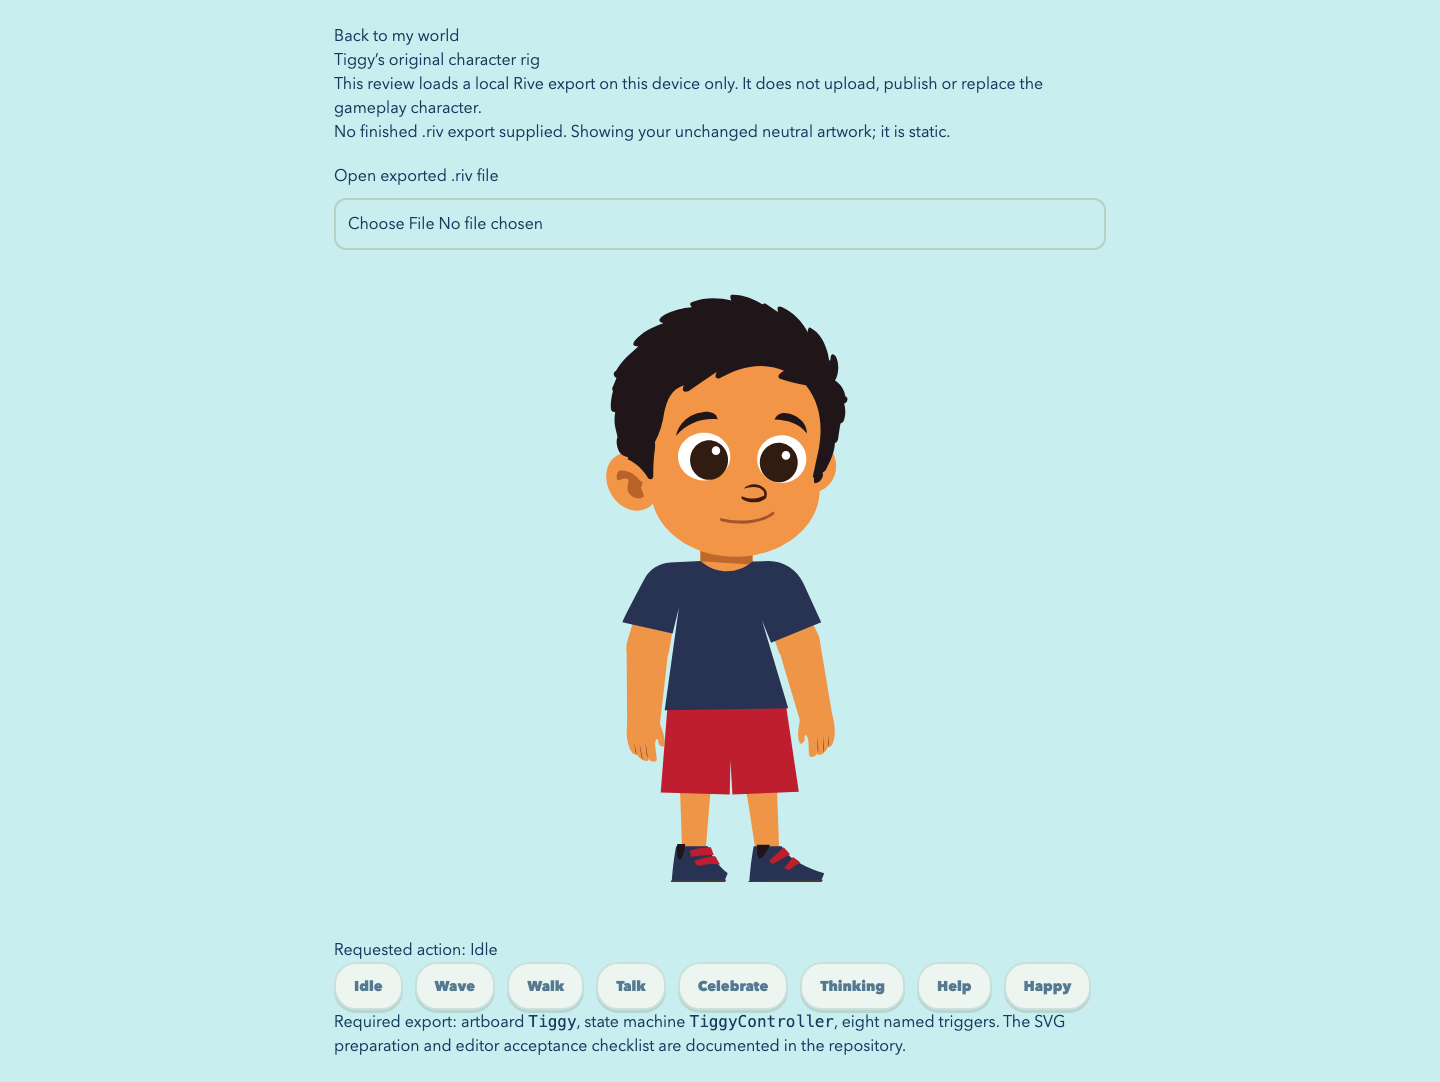 Back to my world
Tiggy’s original character rig
This review loads a local Rive export on this device only. It does not upload, publish or replace the
gameplay character.
No finished .riv export supplied. Showing your unchanged neutral artwork; it is static.
Open exported .riv file
Choose File No file chosen
Requested action: Idle
Idle Wave Walk Talk Celebrate Thinking Help Happy
Required export: artboard Tiggy, state machine TiggyController, eight named triggers. The SVG
preparation and editor acceptance checklist are documented in the repository.